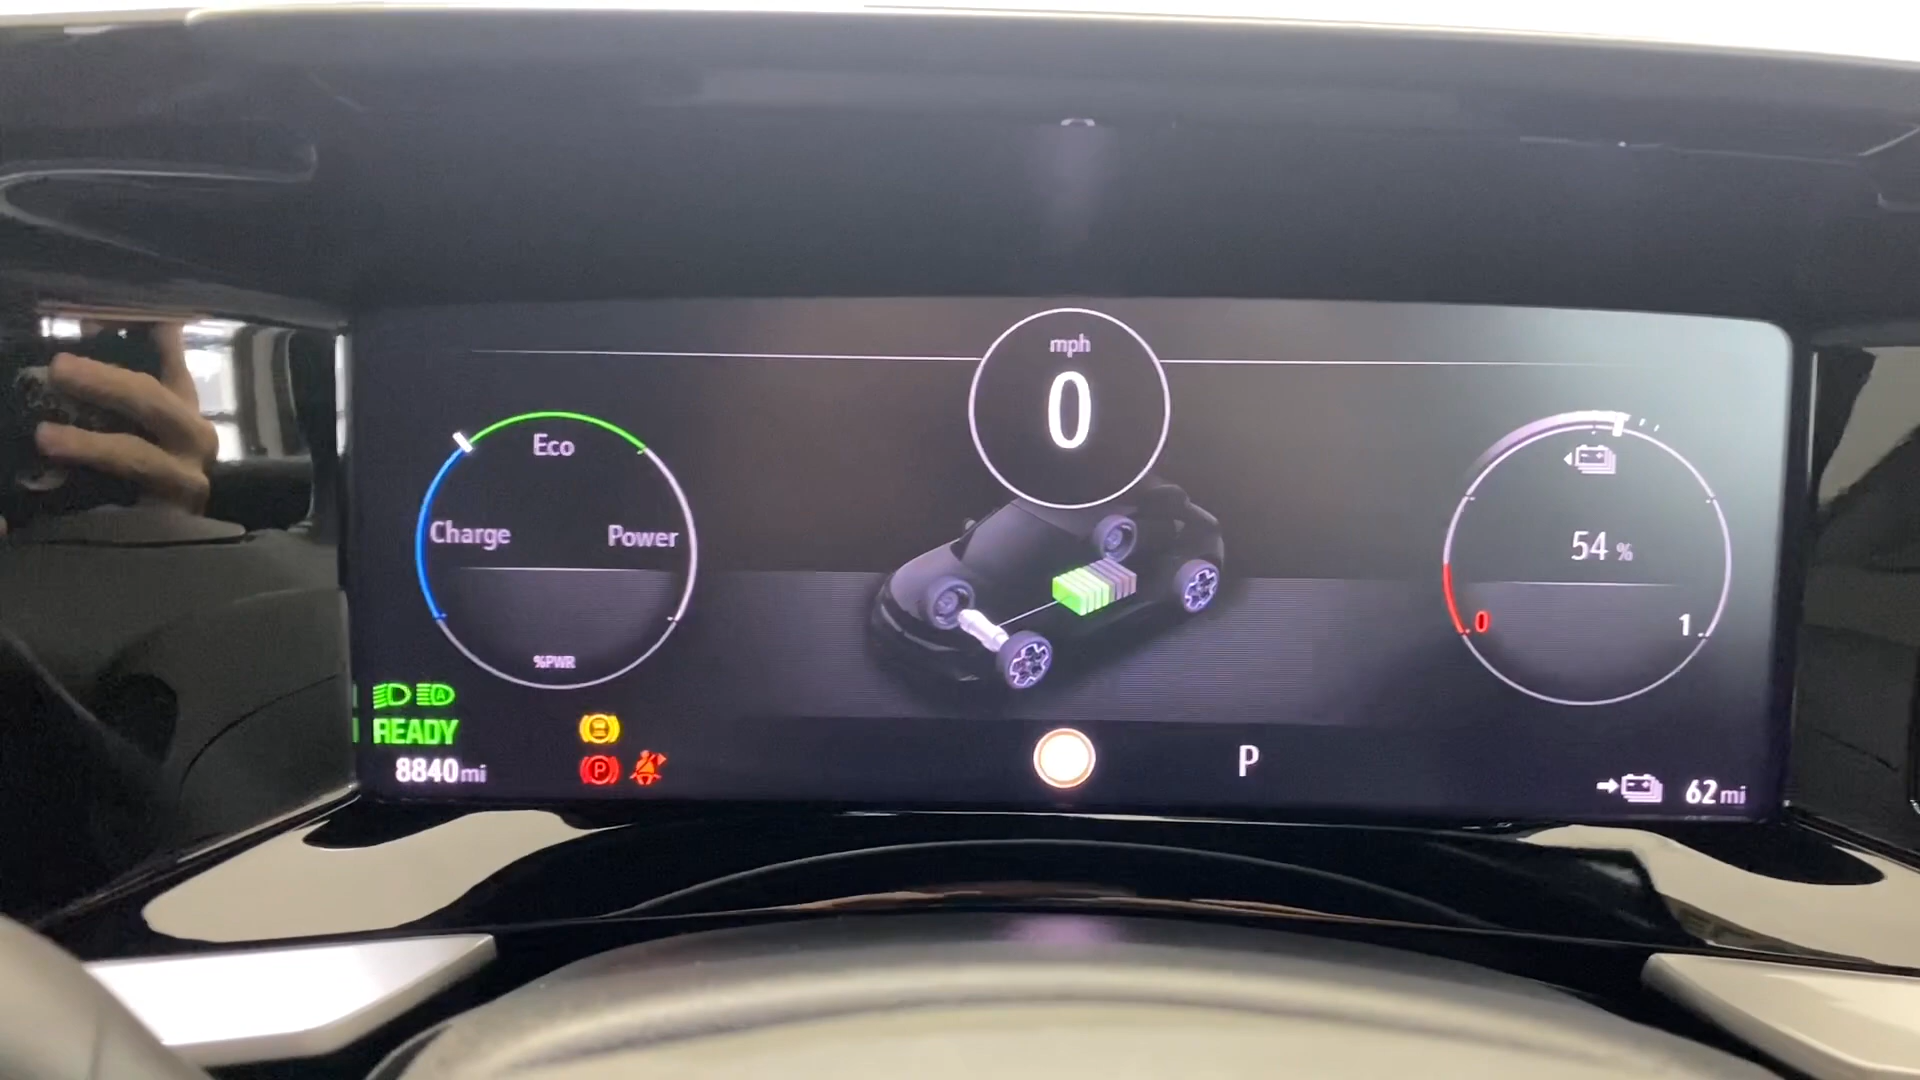 mph
0
Eco
Charge
Power
%PWR
54 %
0
1
A
READY
8840 mi
P
P
62 mi